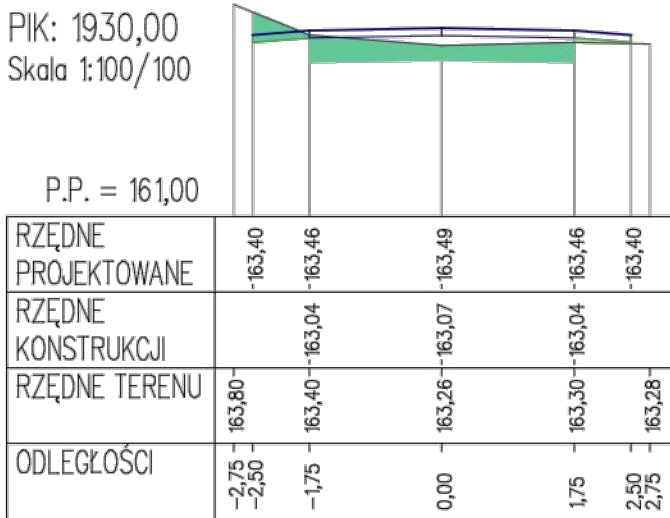 PIK: 1930,00
Skala 1:100/100
P.P. = 161,00
RZĘDNE
PROJEKTOWANE
-163,40 -163,46 -163,49 -163,46 -163,40
RZĘDNE
KONSTRUKCJI
-163,04 -163,07 -163,04
RZĘDNE TERENU
163,80 163,40 163,26 163,30 163,28
ODLEGŁOŚCI
-2,75 -2,50 -1,75 0,00 1,75 2,50 2,75